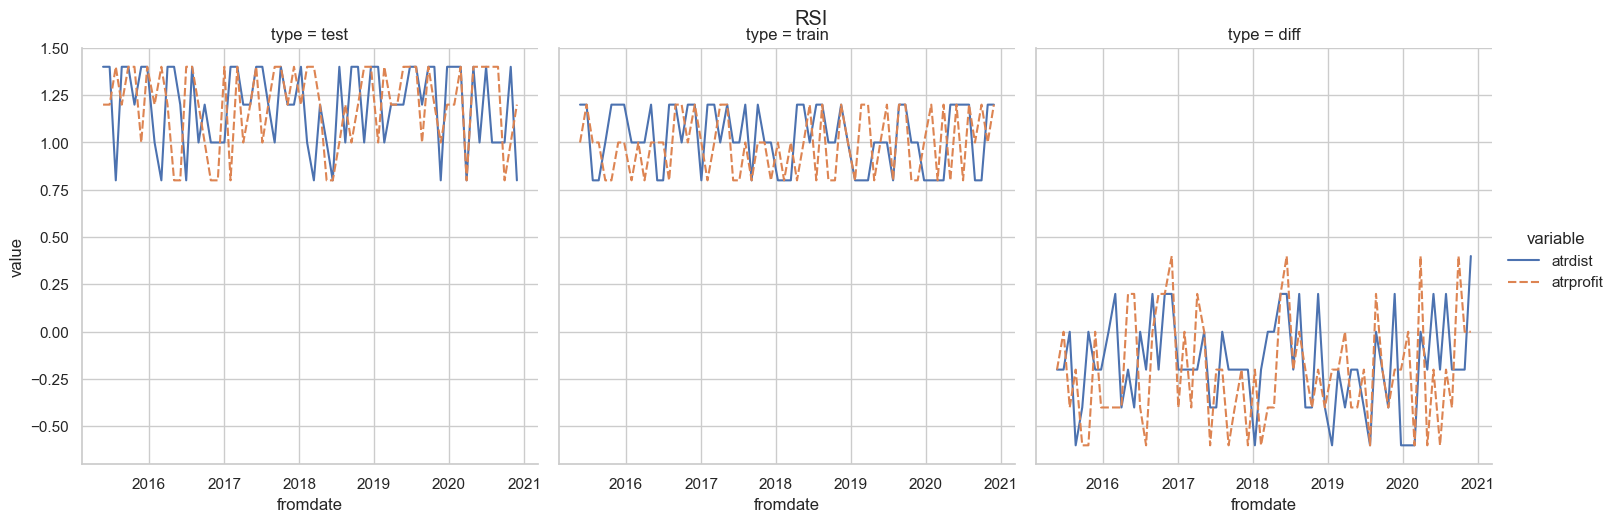 RSI
type = test
type = train
type = diff
1.50
1.25
1.00
0.75
0.50
0.25
0.00
−0.25
−0.50
value
2016 2017 2018 2019 2020 2021
2016 2017 2018 2019 2020 2021
2016 2017 2018 2019 2020 2021
fromdate
fromdate
fromdate
variable
atrdist
atrprofit